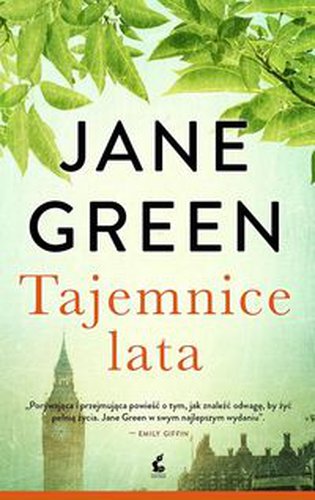 JANE
GREEN
Tajemnice
lata
„Porywająca i przejmująca powieść o tym, jak znaleźć odwagę, by żyć
pełnią życia. Jane Green w swym najlepszym wydaniu”.
— EMILY GIFFIN